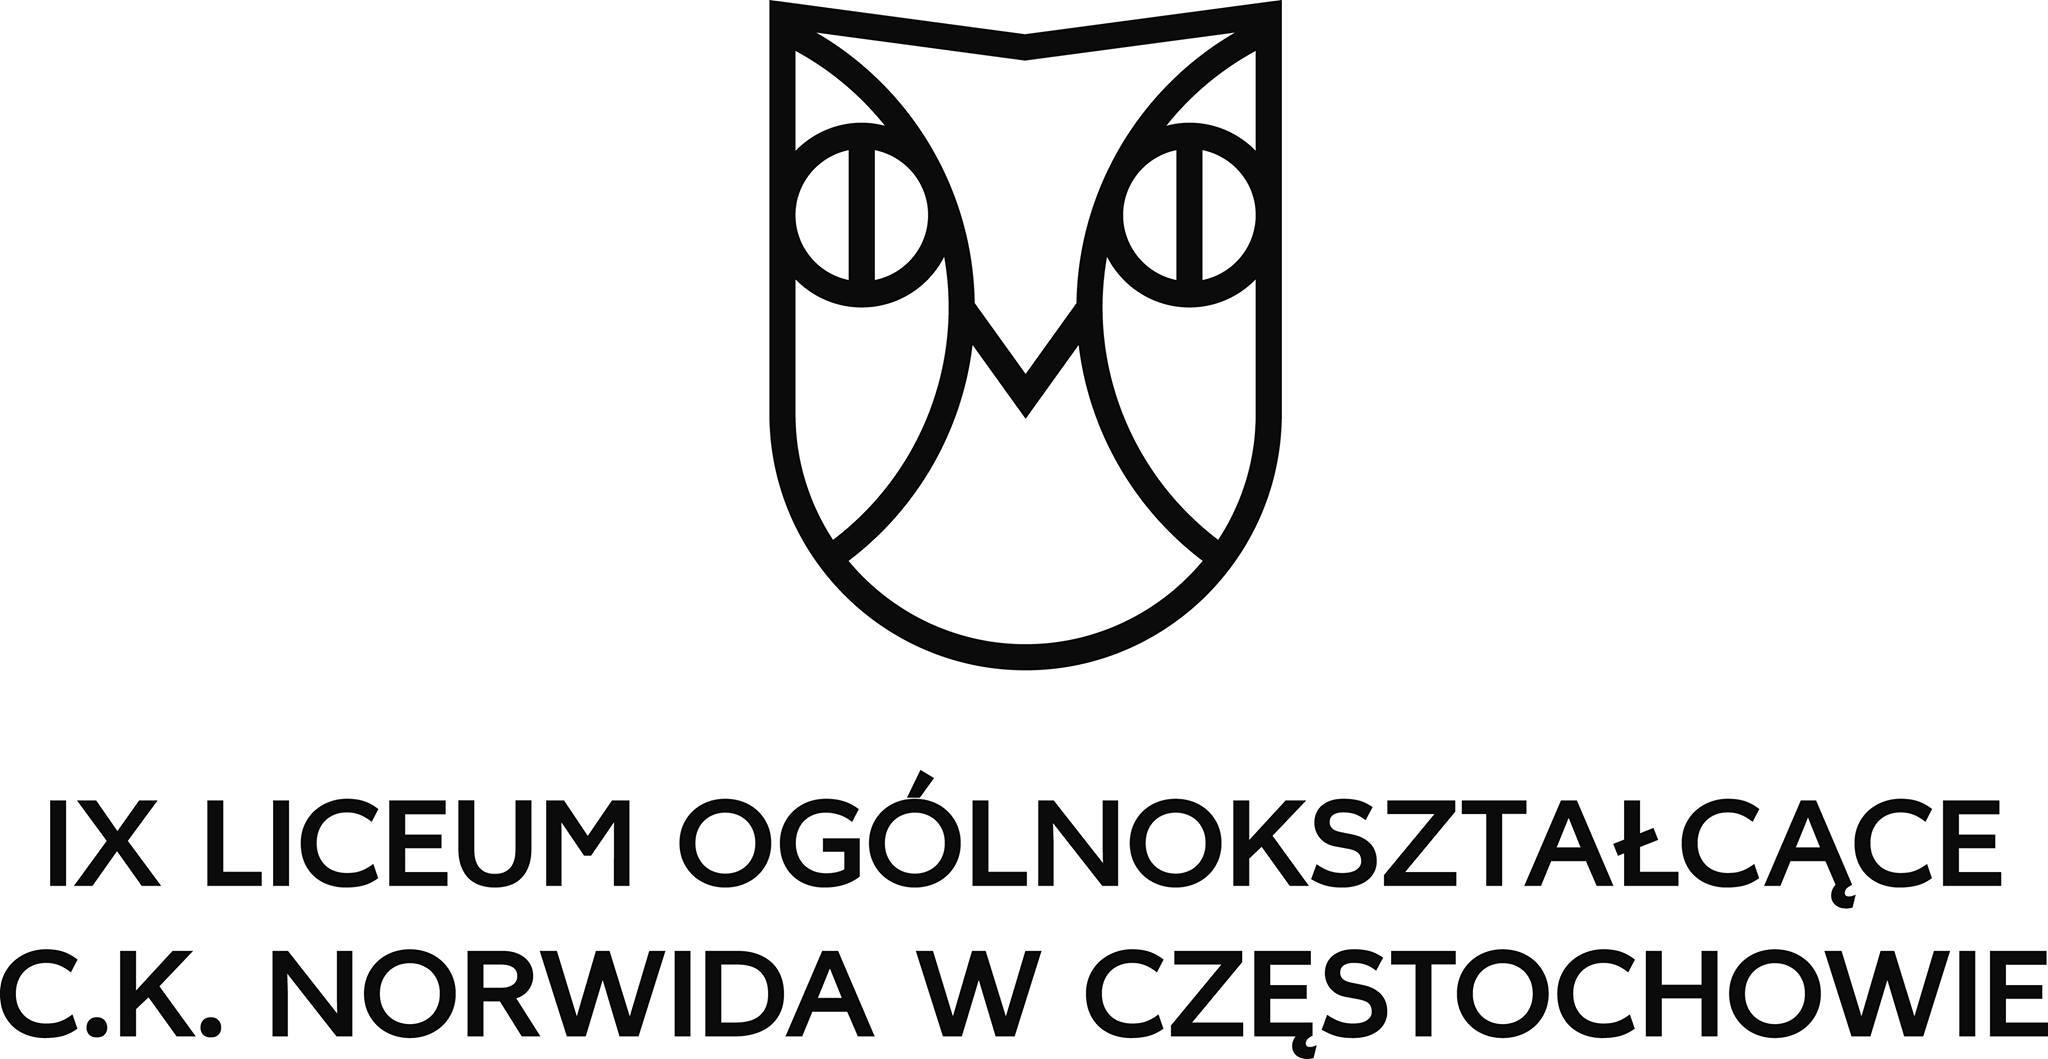 IX LICEUM OGÓLNOKSZTAŁCĄCE
C.K. NORWIDA W CZĘSTOCHOWIE